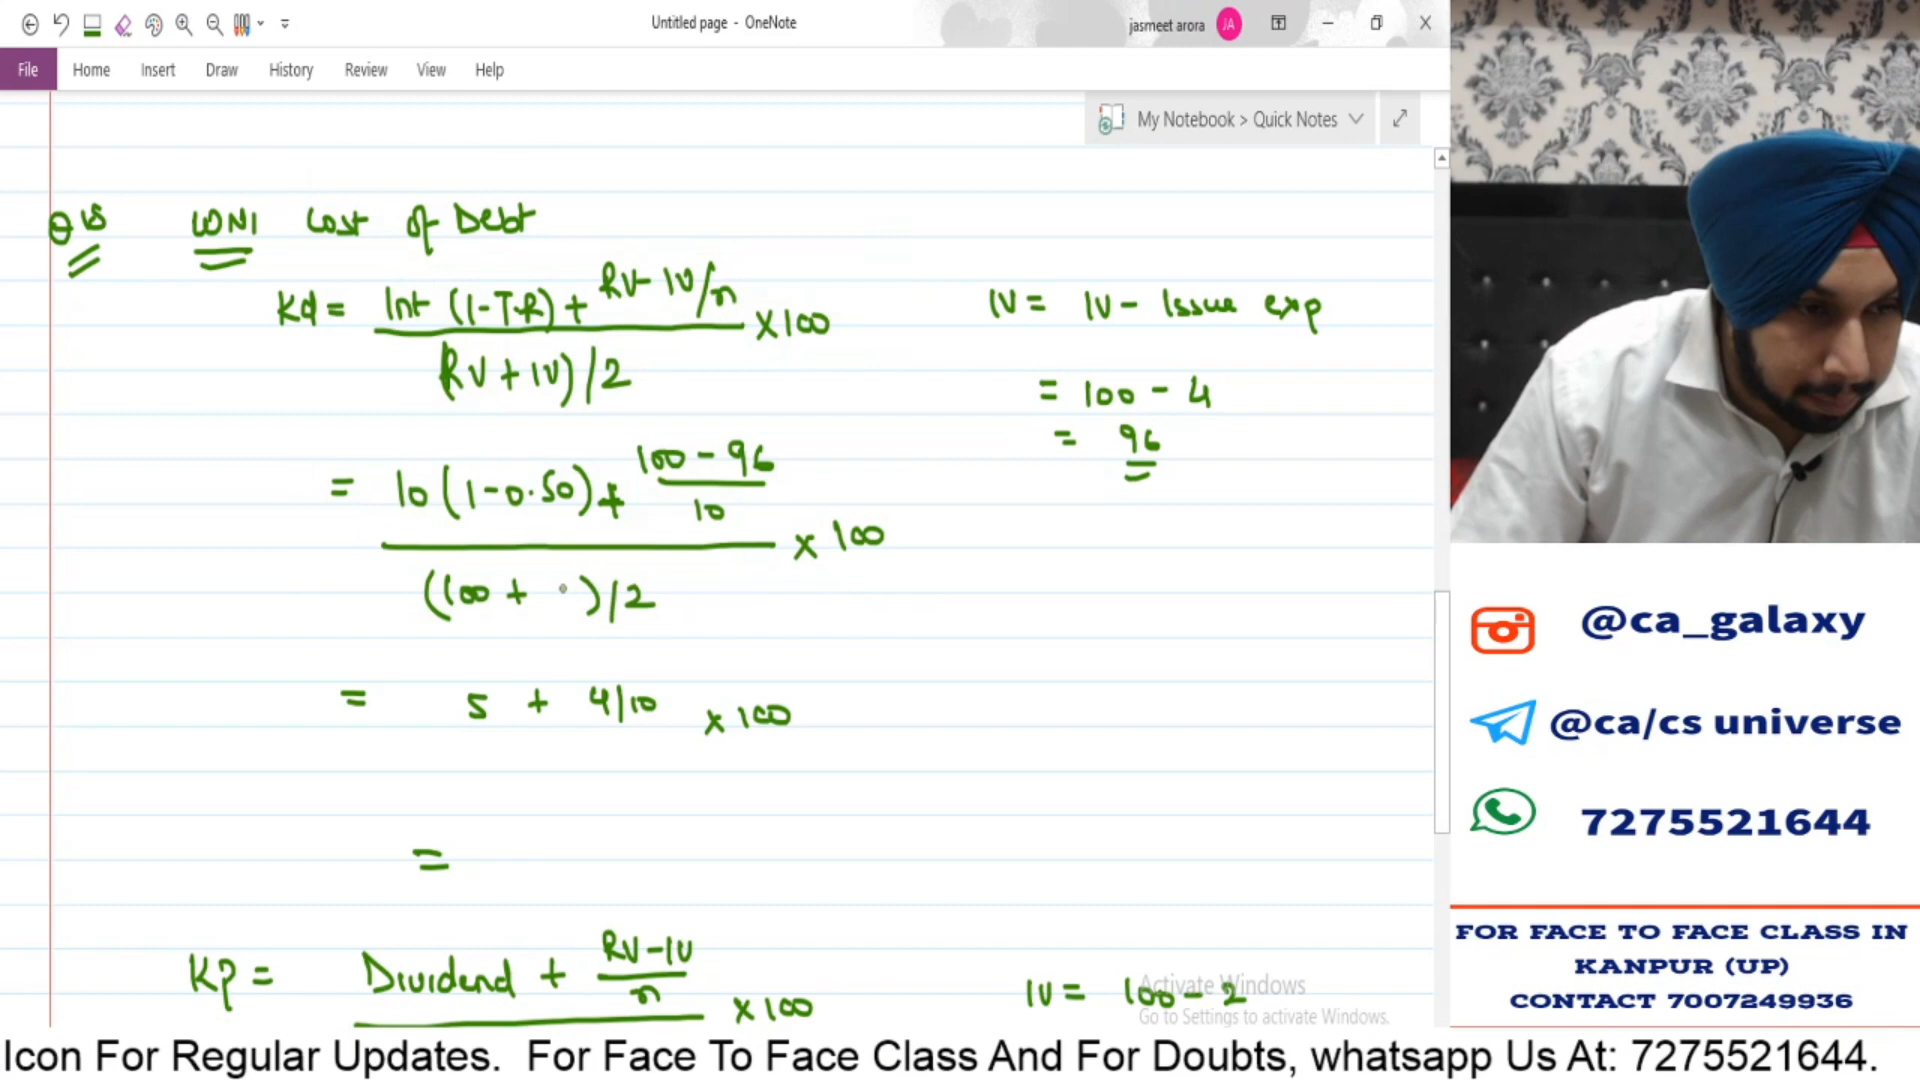 Untitled page - OneNote
jasmeet arora JA
File Home Insert Draw History Review View Help
My Notebook > Quick Notes
Cost of Debt
Kd = Int (1-T.R) + RV-IV/n × 100
(RV + IV)/2
IV = IV - Issue exp
= 100 - 4
= 96
= 10(1-0.50) + 100 - 96
10
× 100
(100 + )/2
= 5 + 4/10 × 100
=
Kp = Dividend + RV-IV
n
× 100
IV = 100 - 2
Activate Windows
Go to Settings to activate Windows.
@ca_galaxy
@ca/cs universe
7275521644
FOR FACE TO FACE CLASS IN
KANPUR (UP)
CONTACT 7007249936
Icon For Regular Updates. For Face To Face Class And For Doubts, whatsapp Us At: 7275521644.